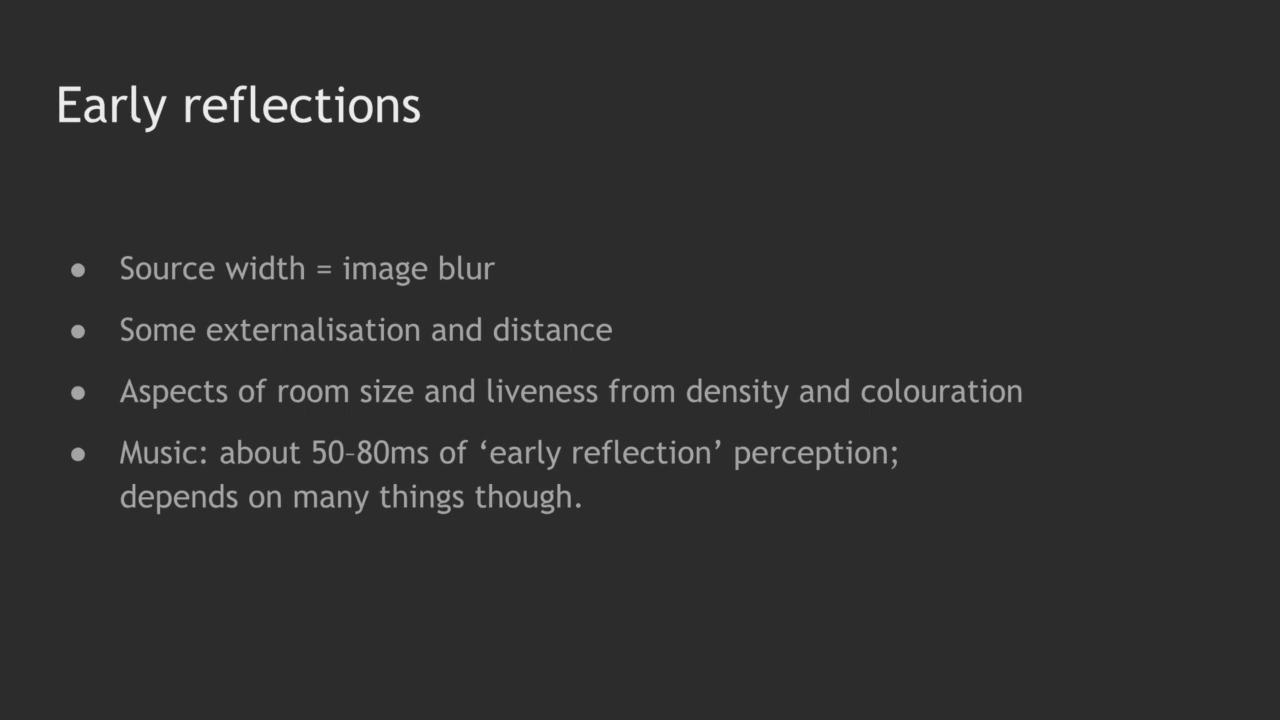 Early reflections
● Source width = image blur
● Some externalisation and distance
● Aspects of room size and liveness from density and colouration
● Music: about 50–80ms of ‘early reflection’ perception;
depends on many things though.